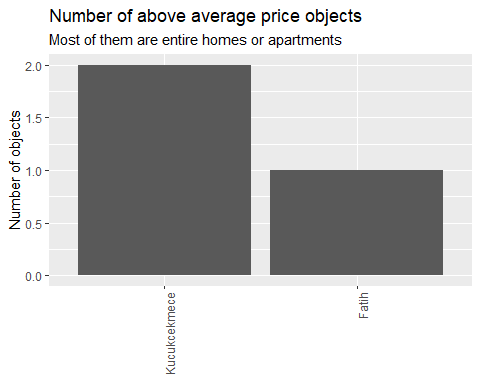 Number of above average price objects
Most of them are entire homes or apartments
Number of objects
2.0
1.5
1.0
0.5
0.0
Kucukcekmece
Fatih